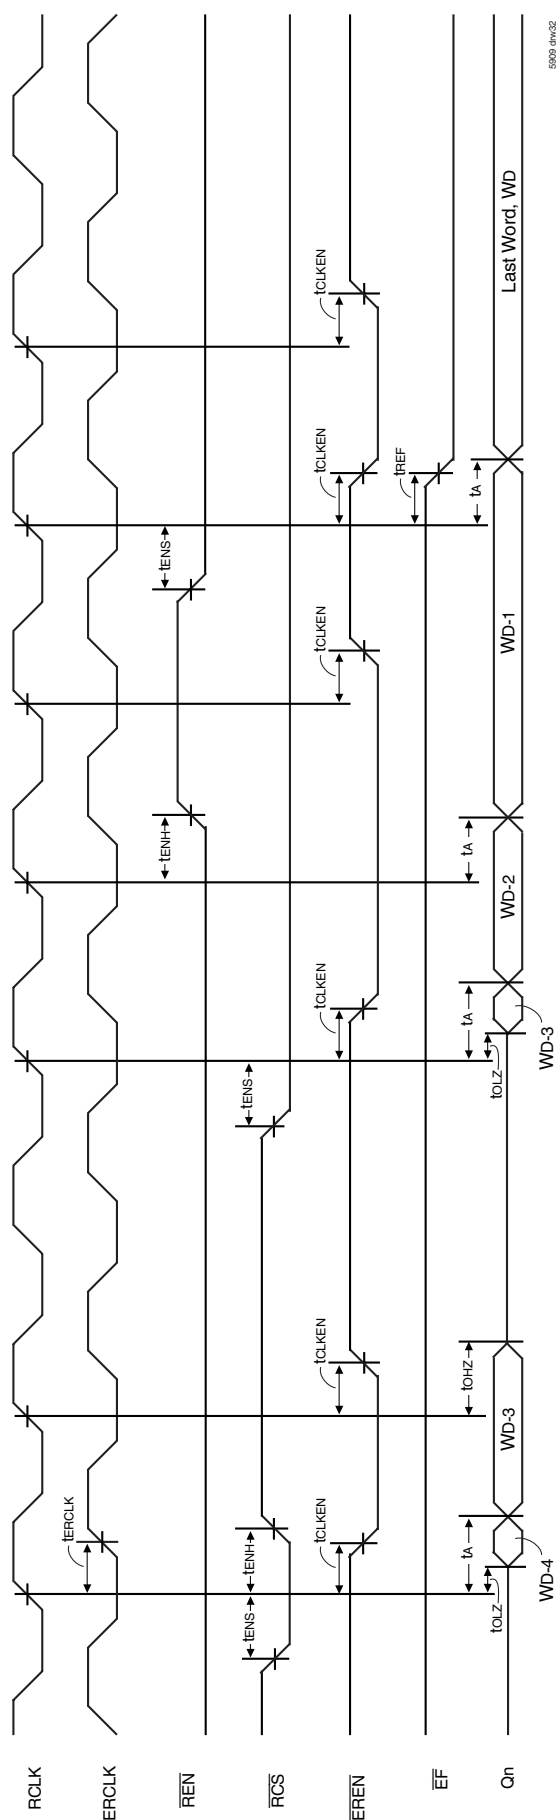 RCLK
ERCLK
tERCLK
REN
tENH
tENS
RCS
tENS
tENH
tENS
EREN
tCLKEN
tCLKEN
tCLKEN
tCLKEN
tCLKEN
tCLKEN
EF
tREF
Qn
tOLZ
tA
tOHZ
tOLZ
tA
tA
tA
WD-4
WD-3
WD-3
WD-2
WD-1
Last Word, WD
5909 drw32